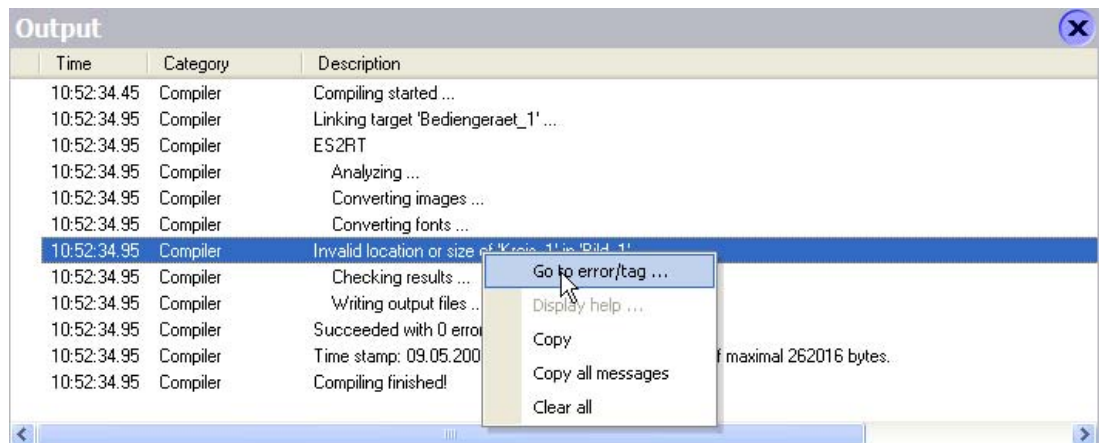 Output
Time Category Description
10:52:34.45 Compiler Compiling started ...
10:52:34.95 Compiler Linking target 'Bediengeraet_1' ...
10:52:34.95 Compiler ES2RT
10:52:34.95 Compiler Analyzing ...
10:52:34.95 Compiler Converting images ...
10:52:34.95 Compiler Converting fonts ...
10:52:34.95 Compiler Invalid location or size of 'Kreis_1' in 'Bild_1'
10:52:34.95 Compiler Checking results ...
10:52:34.95 Compiler Writing output files ..
10:52:34.95 Compiler Succeeded with 0
10:52:34.95 Compiler Time stamp: 09.05.200 maximal 262016 bytes.
10:52:34.95 Compiler Compiling finished!
Go to error/tag ...
Display help ...
Copy
Copy all messages
Clear all